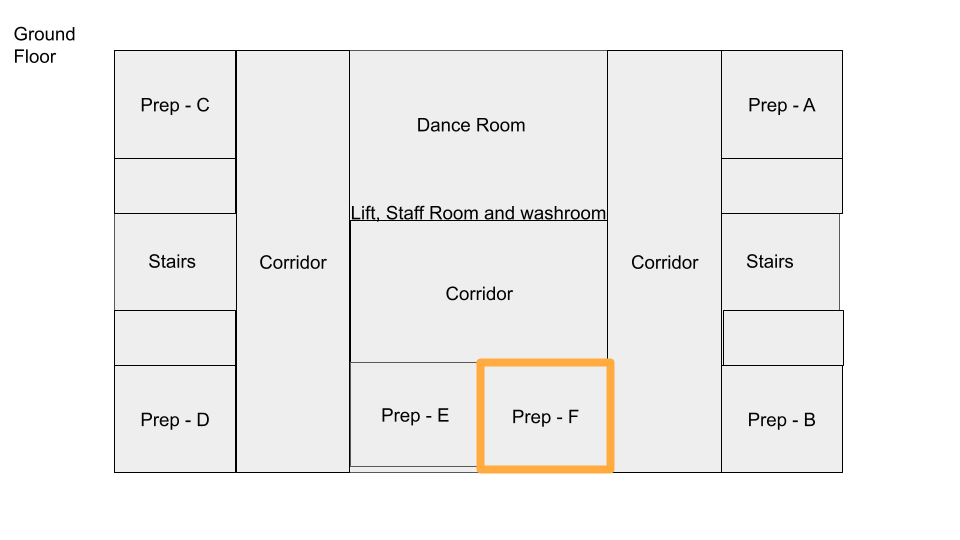 Ground
Floor
Prep - C
Prep - A
Dance Room
Lift, Staff Room and washroom
Stairs
Corridor
Corridor
Stairs
Corridor
Prep - D
Prep - E
Prep - F
Prep - B